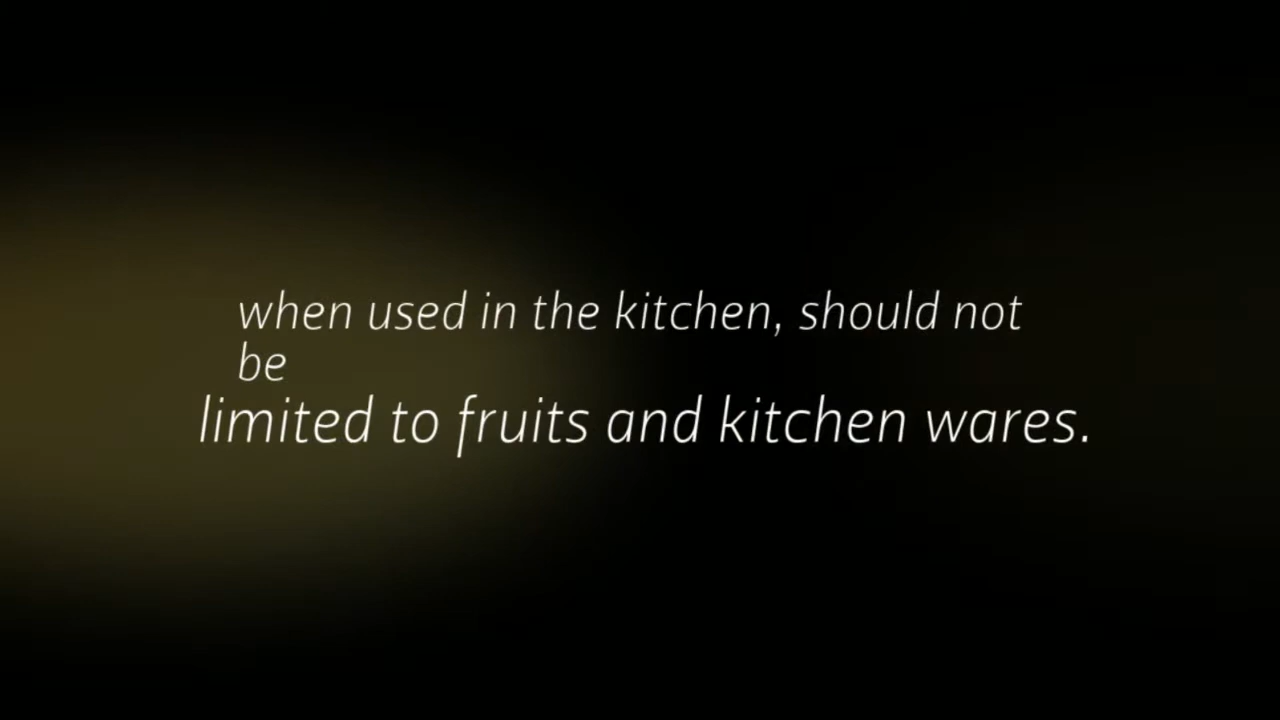 when used in the kitchen, should not
be
limited to fruits and kitchen wares.